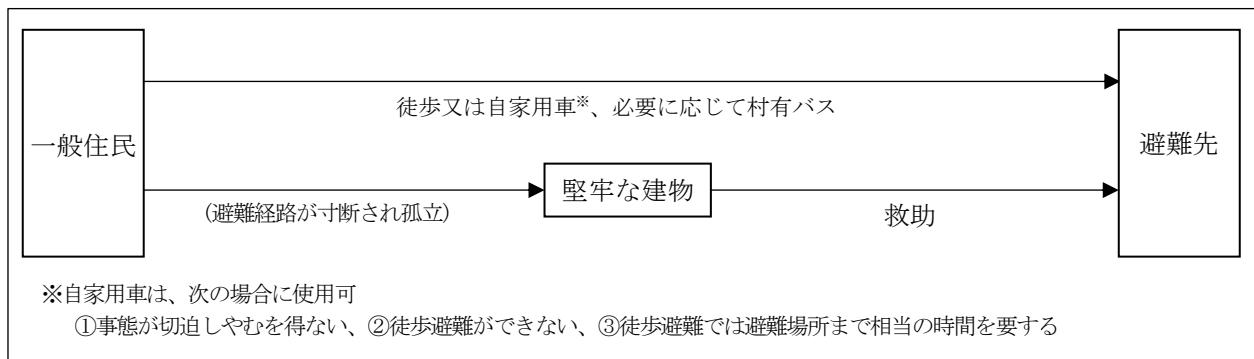 徒歩又は自家用車※、必要に応じて村有バス
一般住民
避難先
堅牢な建物
(避難経路が寸断され孤立)
救助
※自家用車は、次の場合に使用可
①事態が切迫しやむを得ない、②徒歩避難ができない、③徒歩避難では避難場所まで相当の時間を要する